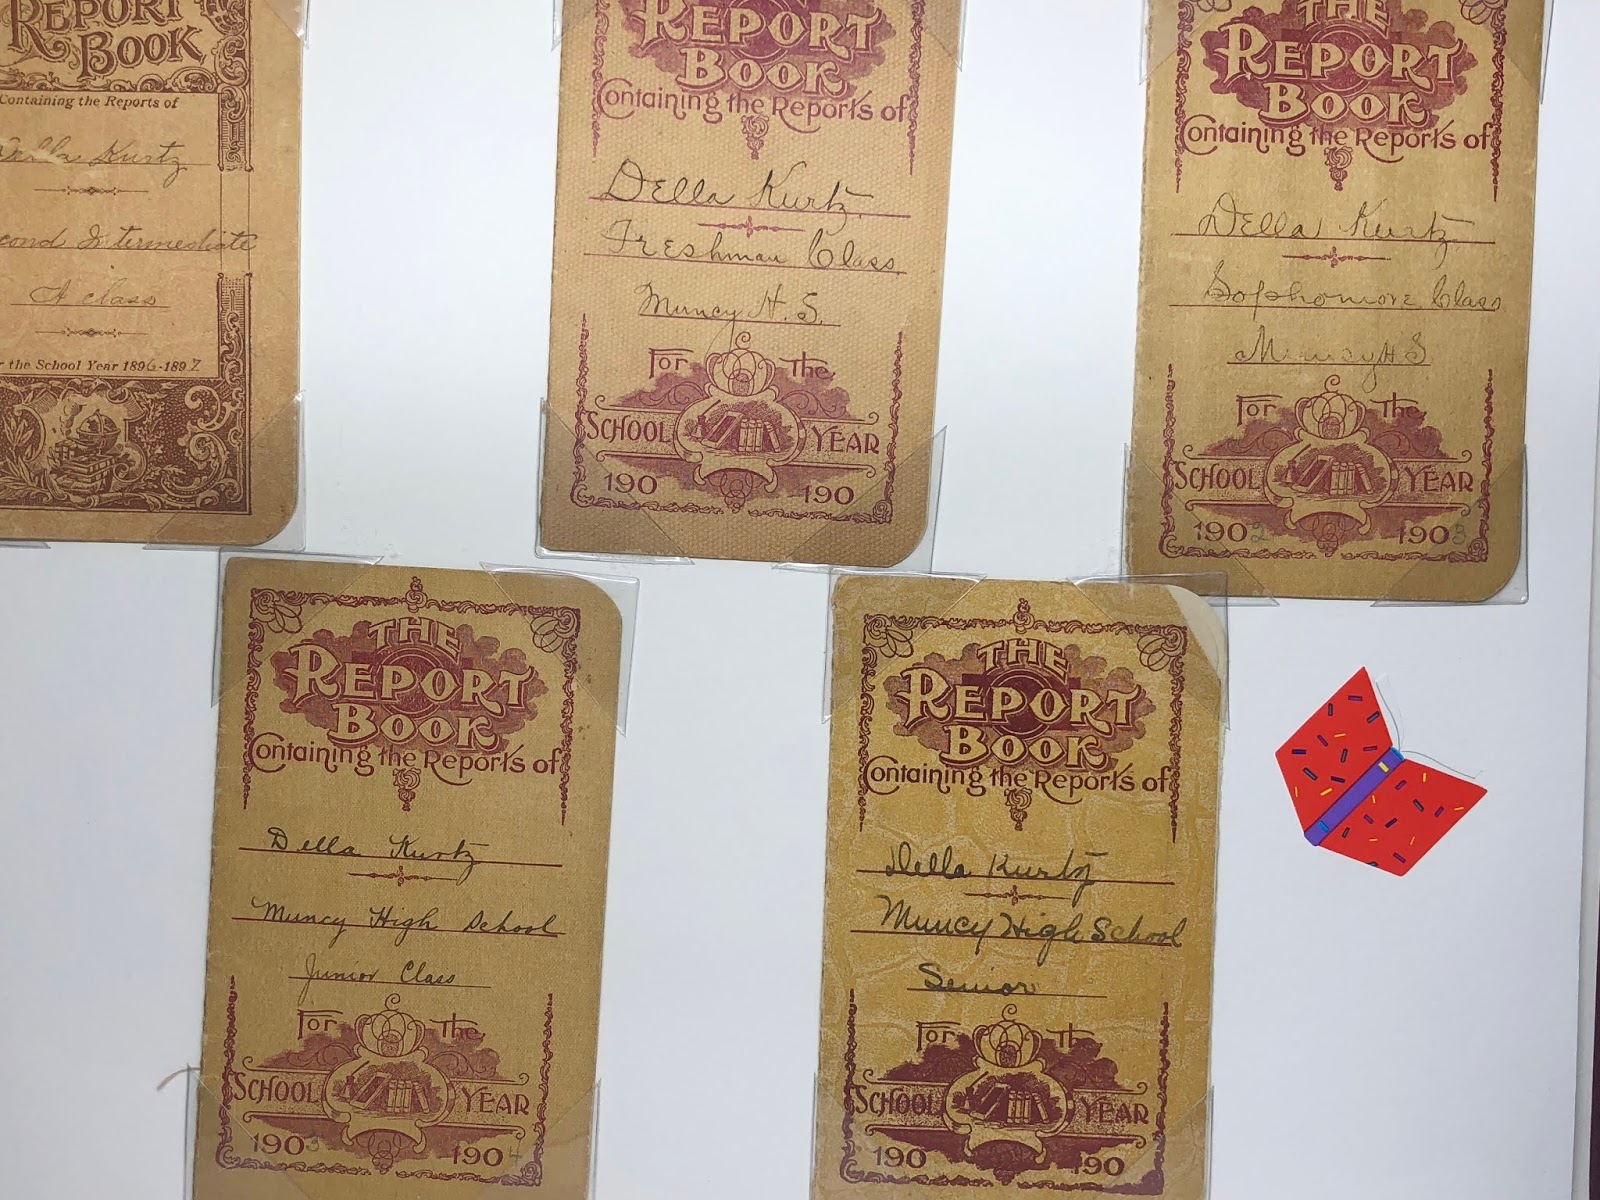 REPORT
BOOK
Containing the Reports of
Della Kurtz
cond Intermediate
A class
r the School Year 1896-1897
REPORT
BOOK
Containing the Reports of
Della Kurtz
Freshman Class
Muncy H. S.
For The
SCHOOL YEAR
190 190
THE
REPORT
BOOK
Containing the Reports of
Della Kurtz
Sophomore Class
Muncy H S
For The
SCHOOL YEAR
1902 1903
THE
REPORT
BOOK
Containing the Reports of
Della Kurtz
Muncy High School
Junior Class
For The
SCHOOL YEAR
1903 1904
THE
REPORT
BOOK
Containing the Reports of
Della Kurtz
Muncy High School
Senior
For Th
SCHOOL YEAR
190 190